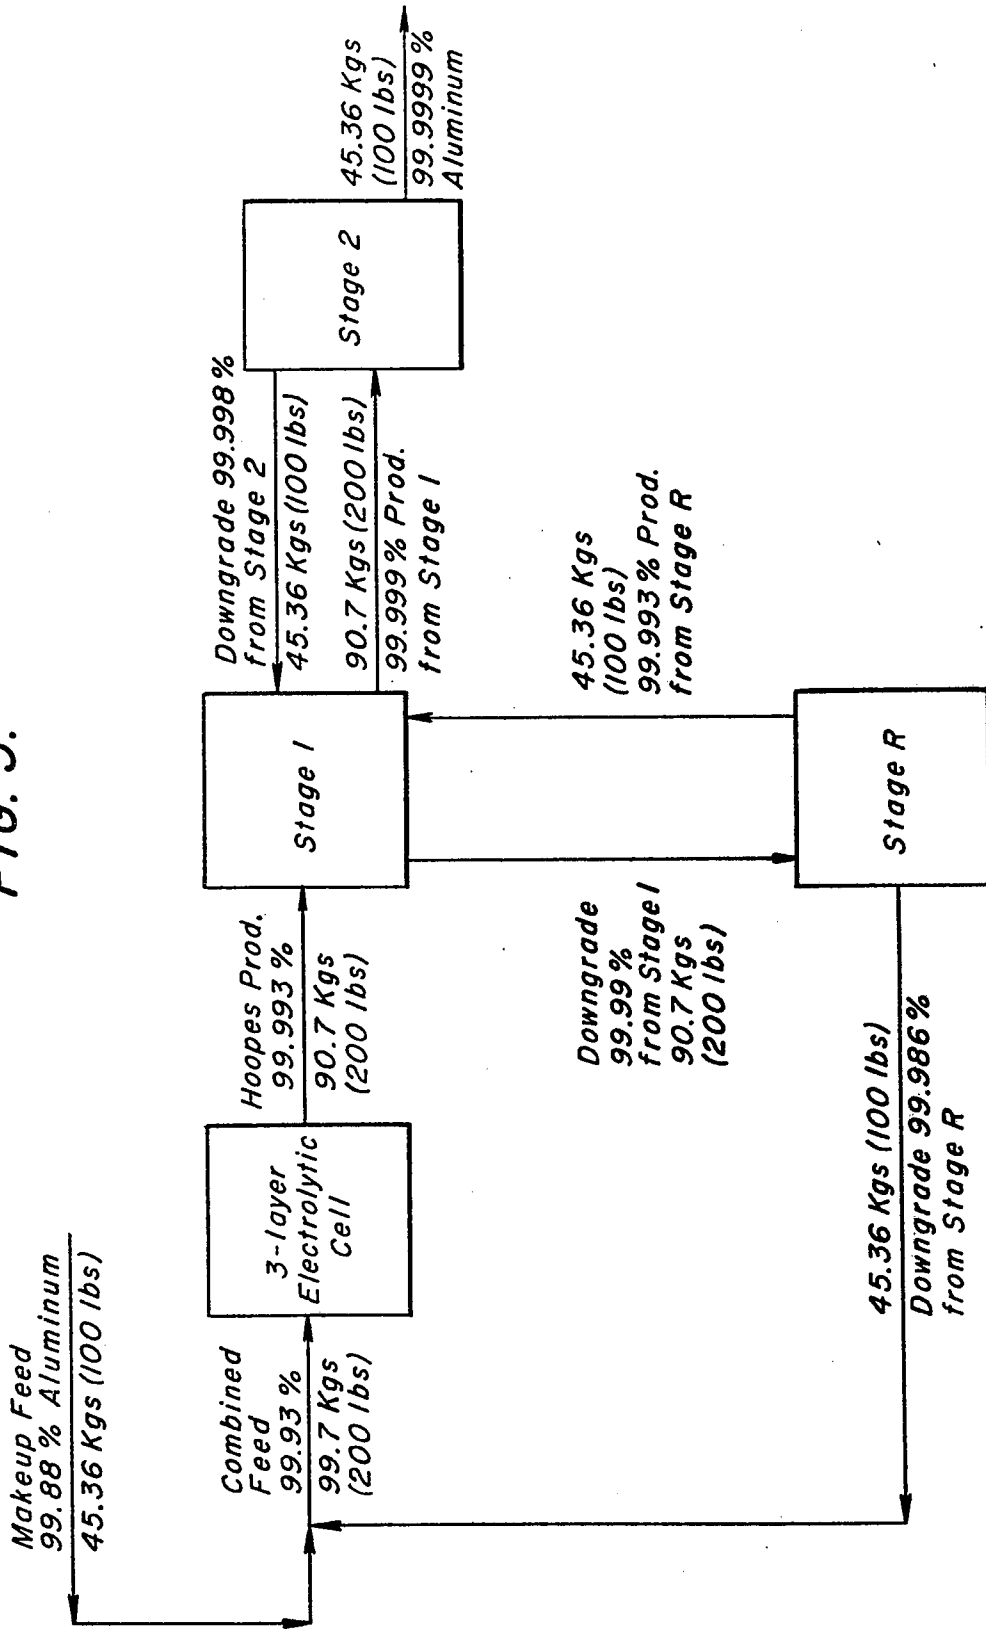 FIG. 5.
Makeup Feed
99.88 % Aluminum
45.36 Kgs (100 lbs)
Combined
Feed
99.93 %
99.7 Kgs
(200 lbs)
3-layer
Electrolytic
Cell
Hoopes Prod.
99.993 %
90.7 Kgs
(200 lbs)
Stage 1
Downgrade 99.998%
from Stage 2
45.36 Kgs (100 lbs)
90.7 Kgs (200 lbs)
99.999% Prod.
from Stage 1
Stage 2
45.36 Kgs
(100 lbs)
99.9999 %
Aluminum
Downgrade
99.99%
from Stage 1
90.7 Kgs
(200 lbs)
45.36 Kgs
(100 lbs)
99.993% Prod.
from Stage R
Stage R
45.36 Kgs (100 lbs)
Downgrade 99.986%
from Stage R